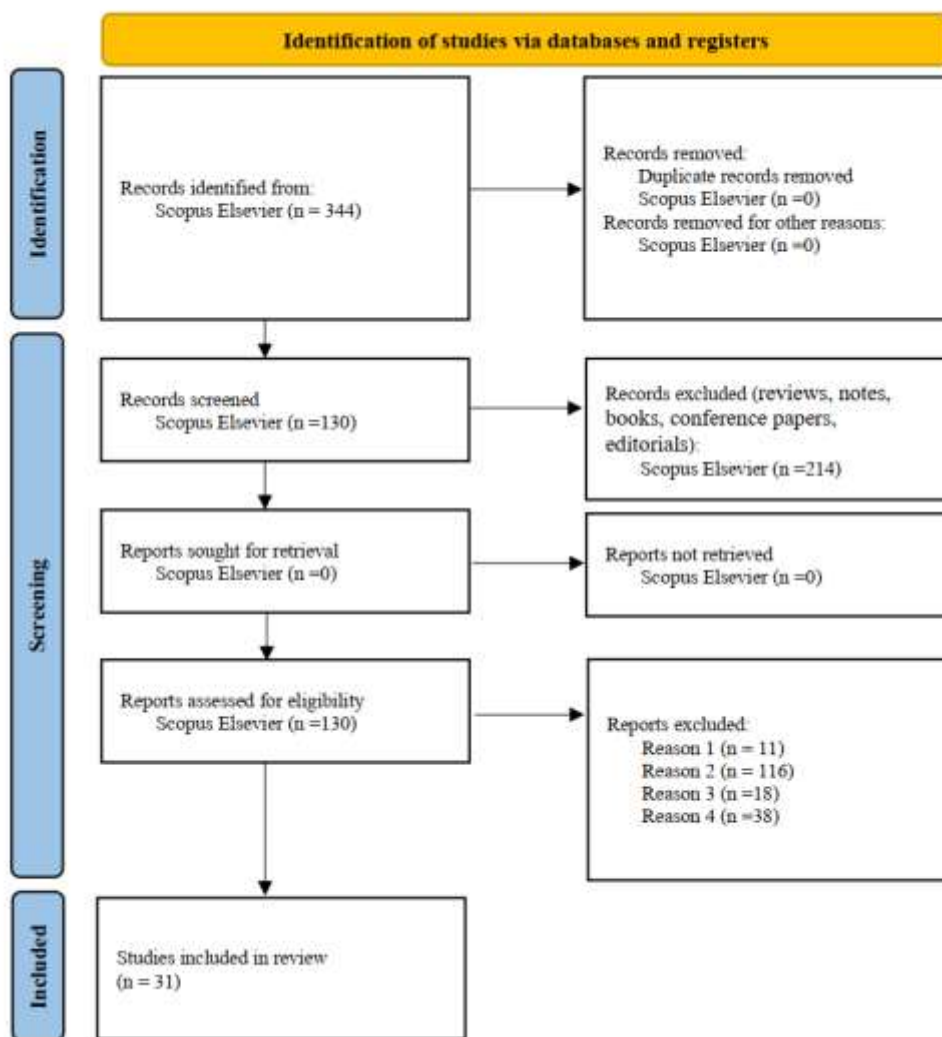 Identification of studies via databases and registers
Identification
Records identified from:
Scopus Elsevier (n = 344)
Records removed:
Duplicate records removed
Scopus Elsevier (n =0)
Records removed for other reasons:
Scopus Elsevier (n =0)
Screening
Records screened
Scopus Elsevier (n =130)
Records excluded (reviews, notes,
books, conference papers,
editorials):
Scopus Elsevier (n =214)
Reports sought for retrieval
Scopus Elsevier (n =0)
Reports not retrieved
Scopus Elsevier (n =0)
Reports assessed for eligibility
Scopus Elsevier (n =130)
Reports excluded:
Reason 1 (n = 11)
Reason 2 (n = 116)
Reason 3 (n =18)
Reason 4 (n =38)
Included
Studies included in review
(n = 31)